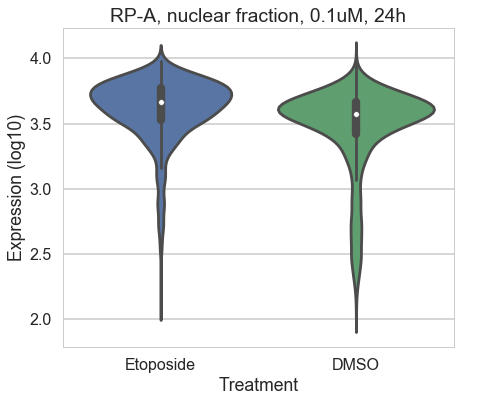 RP-A, nuclear fraction, 0.1uM, 24h
4.0
3.5
3.0
2.5
2.0
Expression (log10)
Etoposide DMSO
Treatment